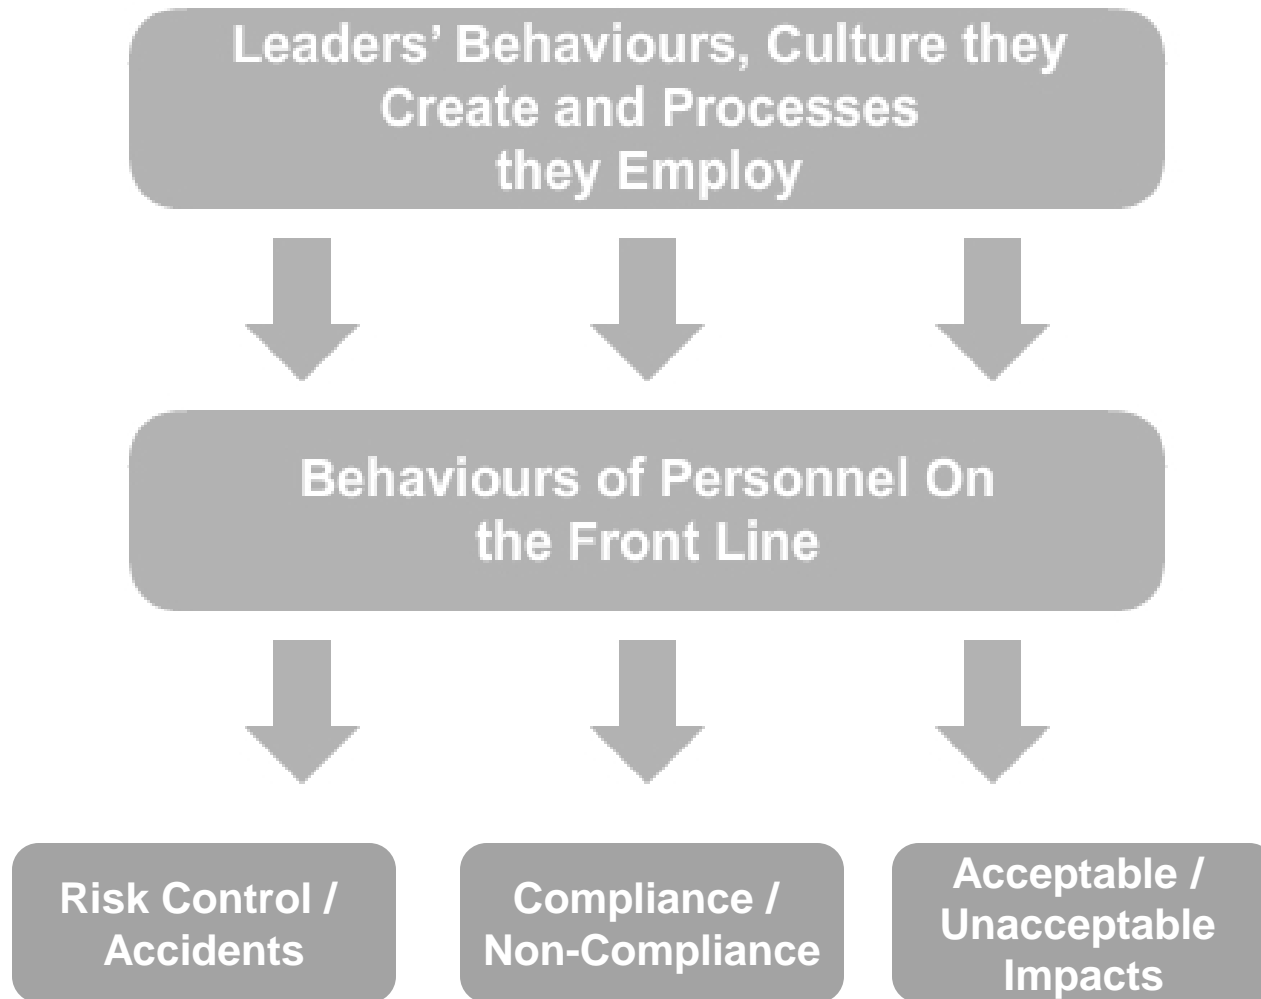 Leaders’ Behaviours, Culture they
Create and Processes
they Employ
Behaviours of Personnel On
the Front Line
Risk Control /
Accidents
Compliance /
Non-Compliance
Acceptable /
Unacceptable
Impacts